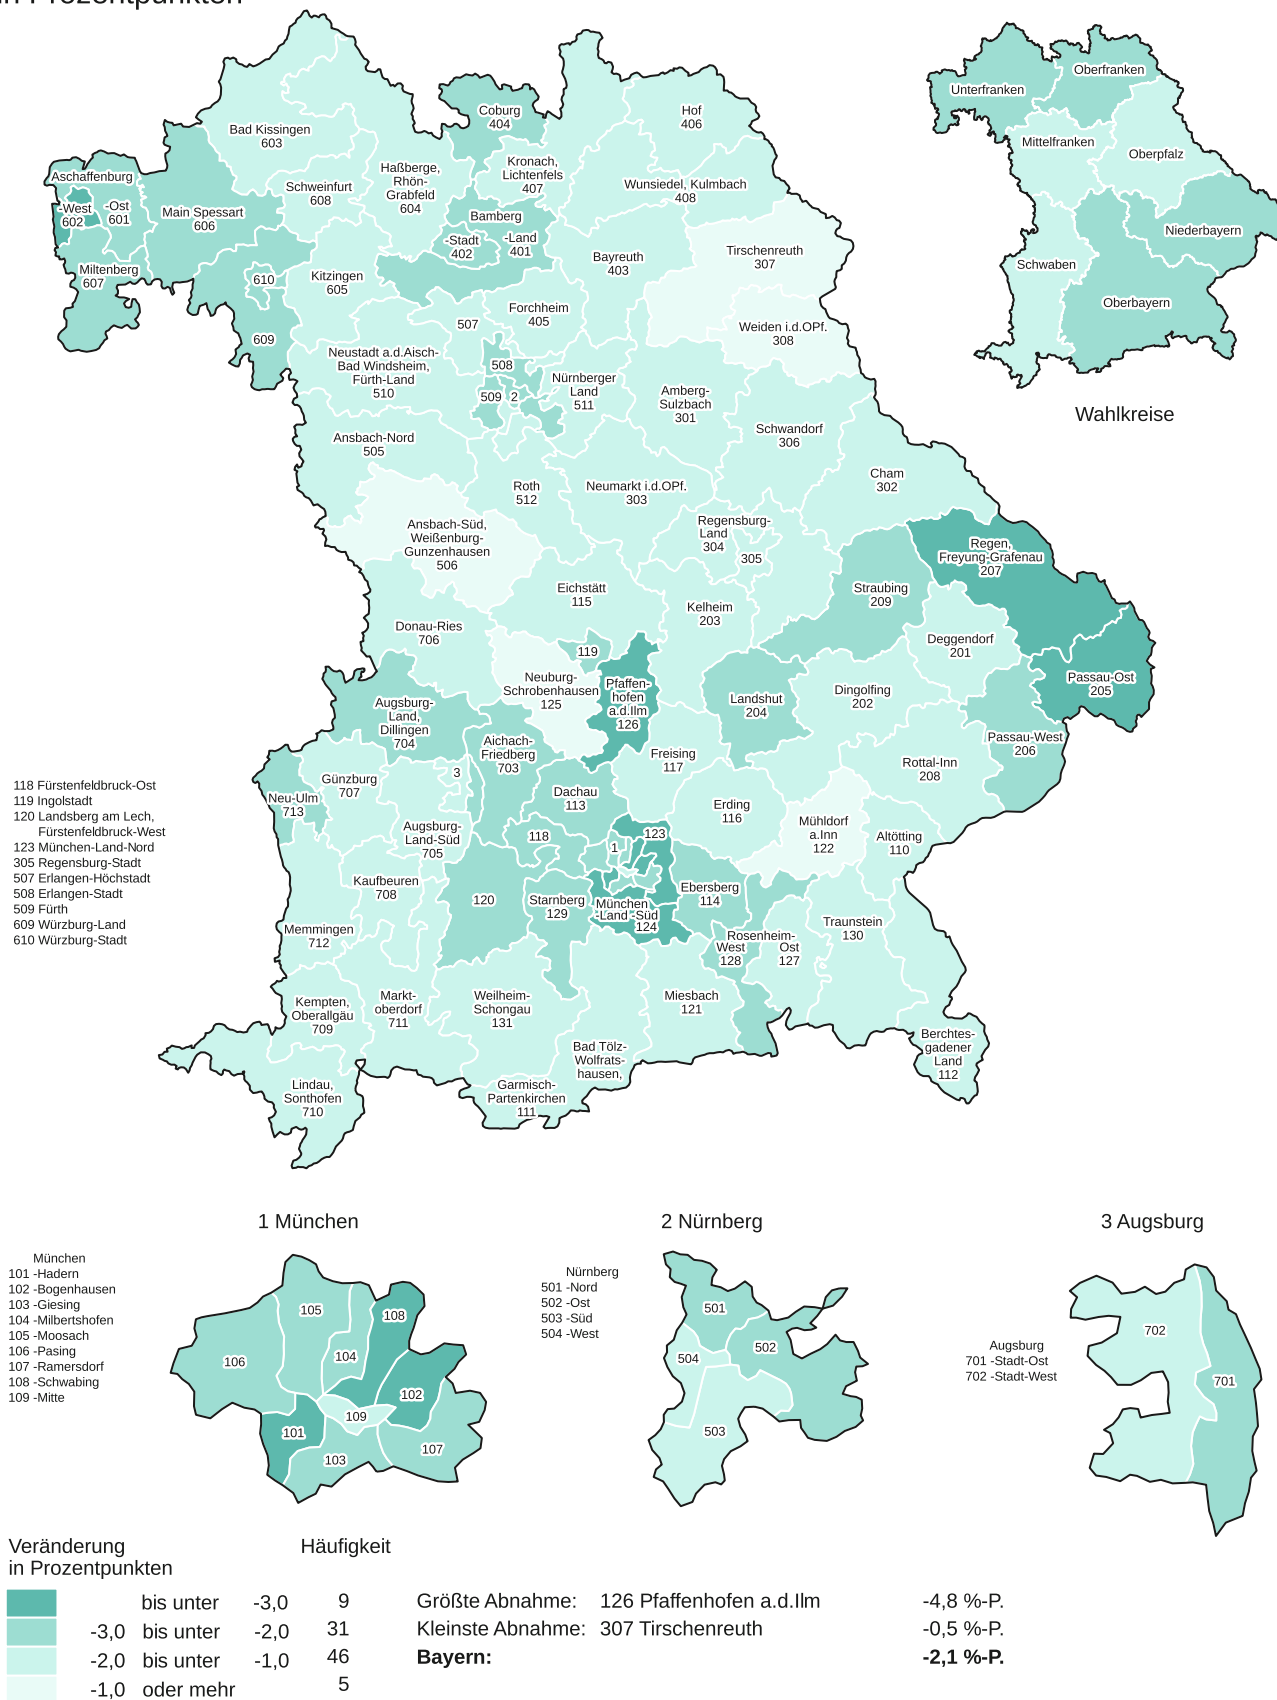 in Prozentpunkten
Coburg
404
Hof
406
Bad Kissingen
603
Haßberge,
Rhön-
Grabfeld
604
Kronach,
Lichtenfels
407
Schweinfurt
608
Wunsiedel, Kulmbach
408
Aschaffenburg
-West
602
-Ost
601
Main Spessart
606
Bamberg
-Stadt
402
-Land
401
Bayreuth
403
Tirschenreuth
307
Miltenberg
607
610
Kitzingen
605
Forchheim
405
507
609
Weiden i.d.OPf.
308
Neustadt a.d.Aisch-
Bad Windsheim,
Fürth-Land
510
508
509
2
Nürnberger
Land
511
Amberg-
Sulzbach
301
Schwandorf
306
Ansbach-Nord
505
Cham
302
Roth
512
Neumarkt i.d.OPf.
303
Ansbach-Süd,
Weißenburg-
Gunzenhausen
506
Regensburg-
Land
304
305
Regen,
Freyung-Grafenau
207
Eichstätt
115
Kelheim
203
Straubing
209
Donau-Ries
706
Deggendorf
201
119
Neuburg-
Schrobenhausen
125
Pfaffen-
hofen
a.d.Ilm
126
Landshut
204
Dingolfing
202
Passau-Ost
205
Augsburg-
Land,
Dillingen
704
Aichach-
Friedberg
703
Passau-West
206
Freising
117
Rottal-Inn
208
3
Günzburg
707
Neu-Ulm
713
Dachau
113
Erding
116
Mühldorf
a.Inn
122
Altötting
110
Augsburg-
Land-Süd
705
118
123
1
Kaufbeuren
708
120
Starnberg
129
München
-Land -Süd
124
Ebersberg
114
Traunstein
130
Memmingen
712
Rosenheim-
West
128
Ost
127
Kempten,
Oberallgäu
709
Markt-
oberdorf
711
Weilheim-
Schongau
131
Miesbach
121
Bad Tölz-
Wolfrats-
hausen,
Berchtes-
gadener
Land
112
Lindau,
Sonthofen
710
Garmisch-
Partenkirchen
111
Unterfranken
Oberfranken
Mittelfranken
Oberpfalz
Niederbayern
Schwaben
Oberbayern
Wahlkreise
118 Fürstenfeldbruck-Ost
119 Ingolstadt
120 Landsberg am Lech,
Fürstenfeldbruck-West
123 München-Land-Nord
305 Regensburg-Stadt
507 Erlangen-Höchstadt
508 Erlangen-Stadt
509 Fürth
609 Würzburg-Land
610 Würzburg-Stadt
1 München
München
101 -Hadern
102 -Bogenhausen
103 -Giesing
104 -Milbertshofen
105 -Moosach
106 -Pasing
107 -Ramersdorf
108 -Schwabing
109 -Mitte
105
108
106
104
102
109
101
103
107
2 Nürnberg
Nürnberg
501 -Nord
502 -Ost
503 -Süd
504 -West
501
502
504
503
3 Augsburg
Augsburg
701 -Stadt-Ost
702 -Stadt-West
702
701
Veränderung
in Prozentpunkten
Häufigkeit
bis unter -3,0 9
-3,0 bis unter -2,0 31
-2,0 bis unter -1,0 46
-1,0 oder mehr 5
Größte Abnahme: 126 Pfaffenhofen a.d.Ilm -4,8 %-P.
Kleinste Abnahme: 307 Tirschenreuth -0,5 %-P.
Bayern: -2,1 %-P.